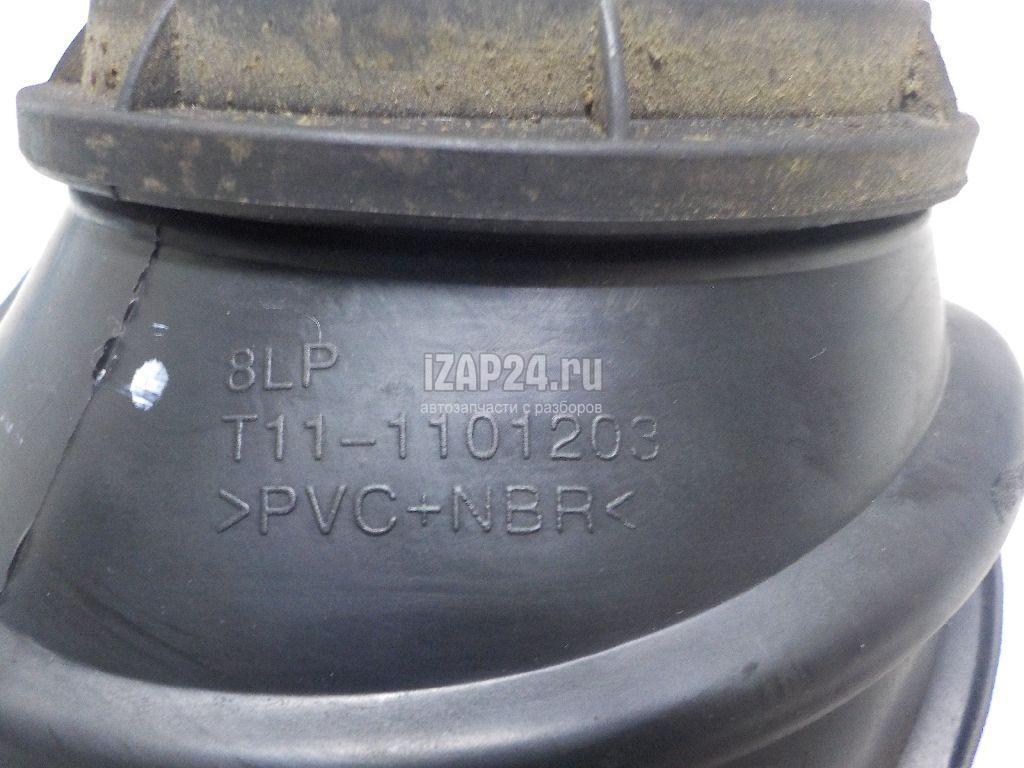 8LP
iZAP24.ru
автозапчасти с разборов
T11-1101203
>PVC+NBR<